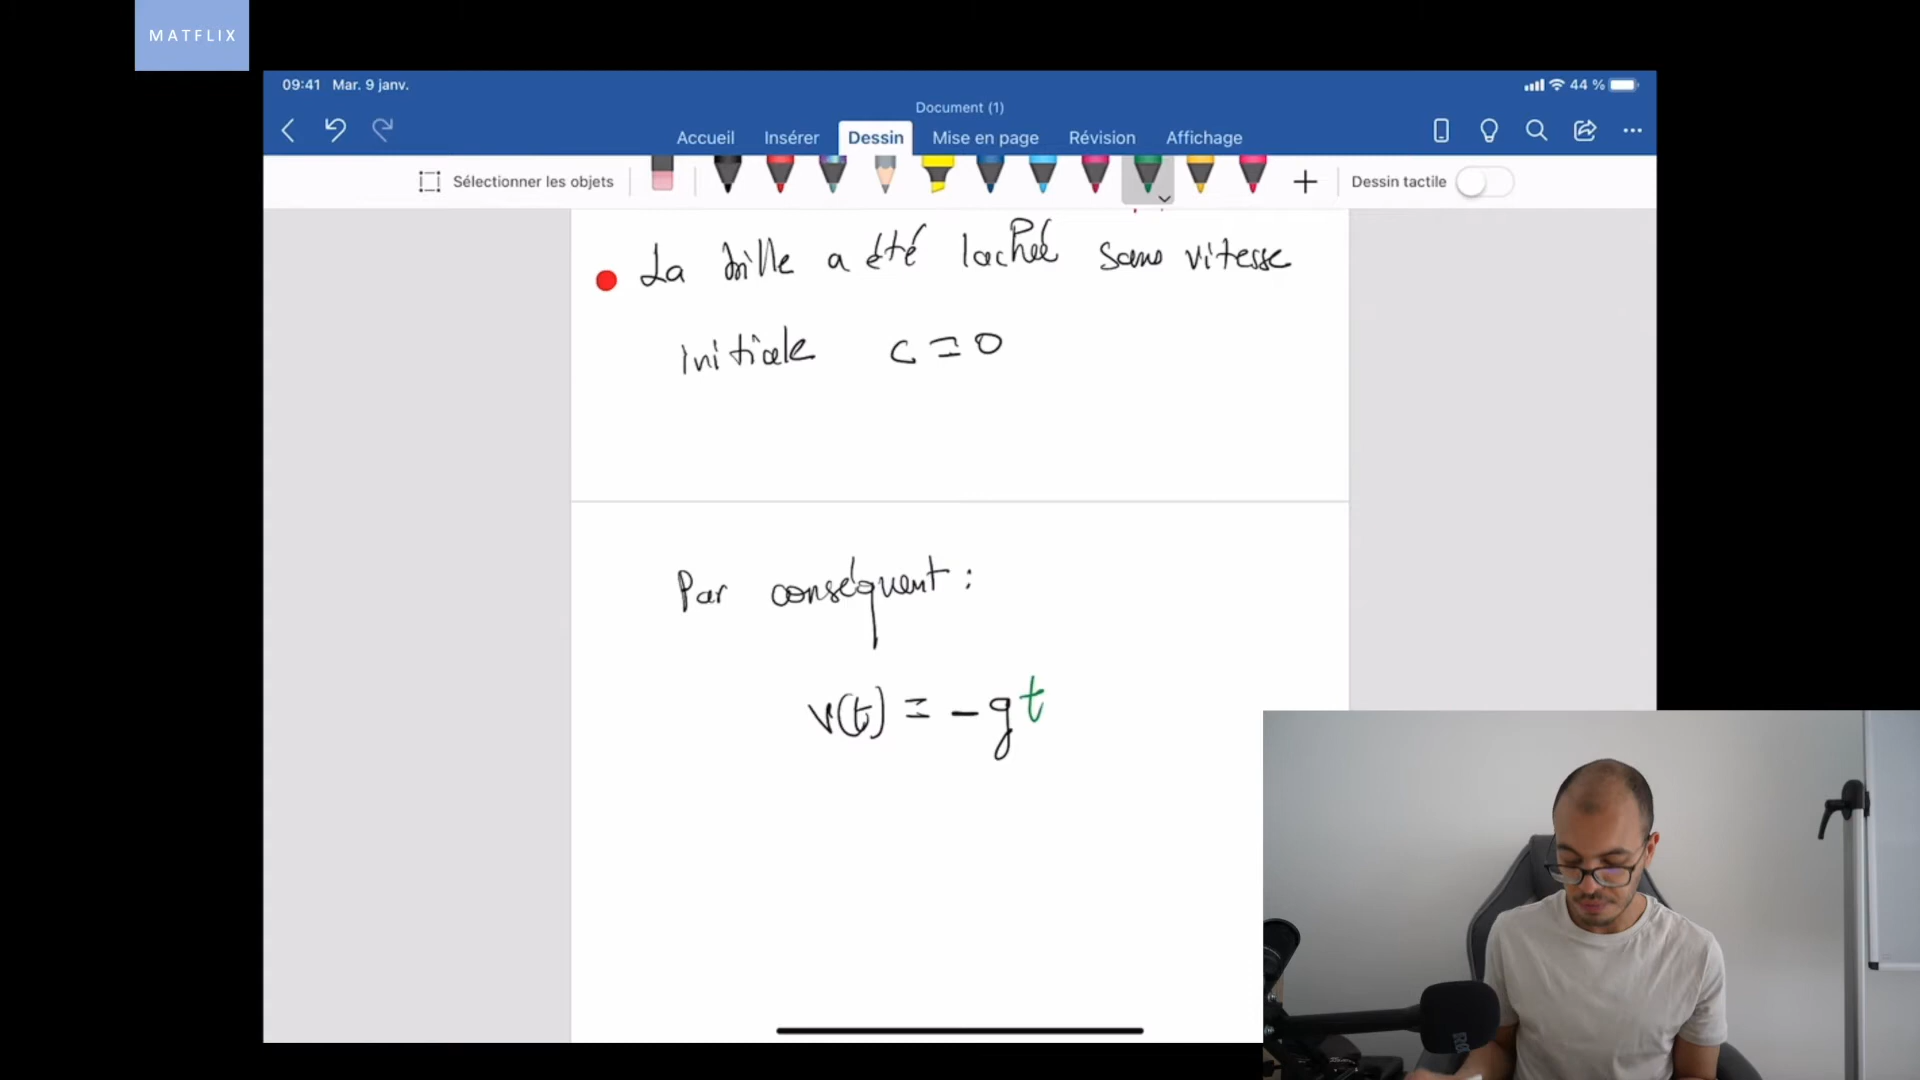 MATFLIX
09:41 Mar. 9 janv.
44 %
Document (1)
Accueil Insérer Dessin Mise en page Révision Affichage
Sélectionner les objets
Dessin tactile
La bille a été lachée sans vitesse
initiale c = 0
Par conséquent :
v(t) = - g t